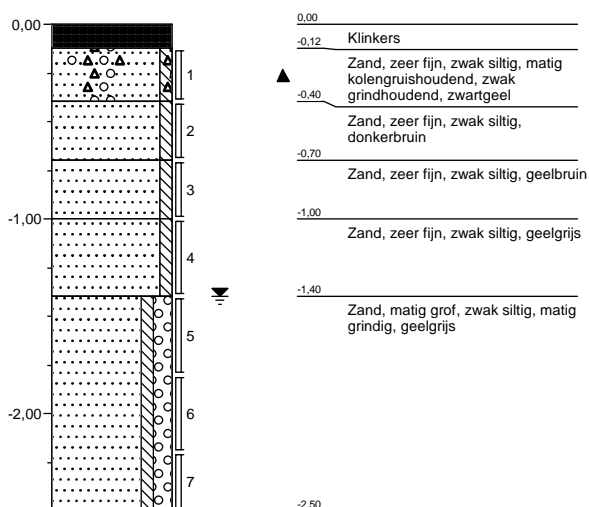 0,00
-1,00
-2,00
1
2
3
4
5
6
7
0,00
Klinkers
-0,12
Zand, zeer fijn, zwak siltig, matig
kolengruishoudend, zwak
grindhoudend, zwartgeel
-0,40
Zand, zeer fijn, zwak siltig,
donkerbruin
-0,70
Zand, zeer fijn, zwak siltig, geelbruin
-1,00
Zand, zeer fijn, zwak siltig, geelgrijs
-1,40
Zand, matig grof, zwak siltig, matig
grindig, geelgrijs
-2,50